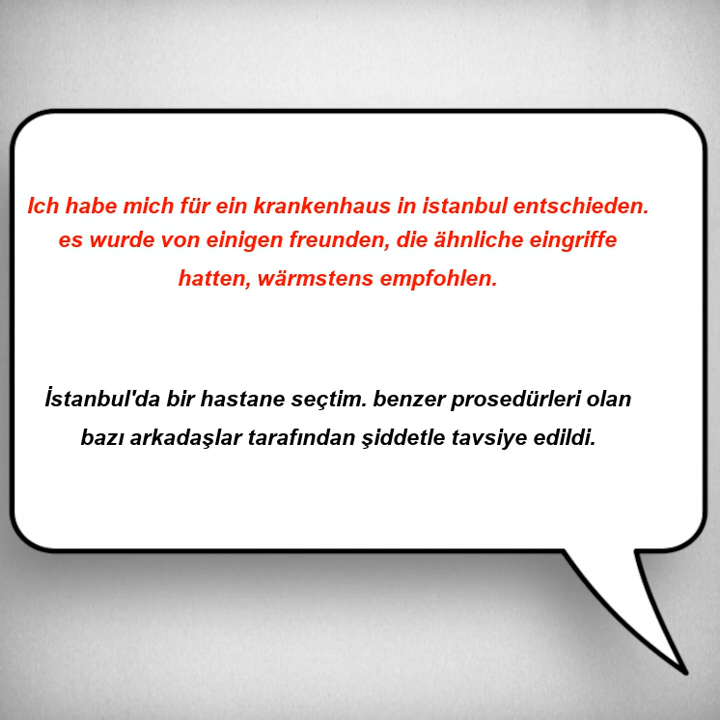 Ich habe mich für ein krankenhaus in istanbul entschieden.
es wurde von einigen freunden, die ähnliche eingriffe
hatten, wärmstens empfohlen.
İstanbul'da bir hastane seçtim. benzer prosedürleri olan
bazı arkadaşlar tarafından şiddetle tavsiye edildi.